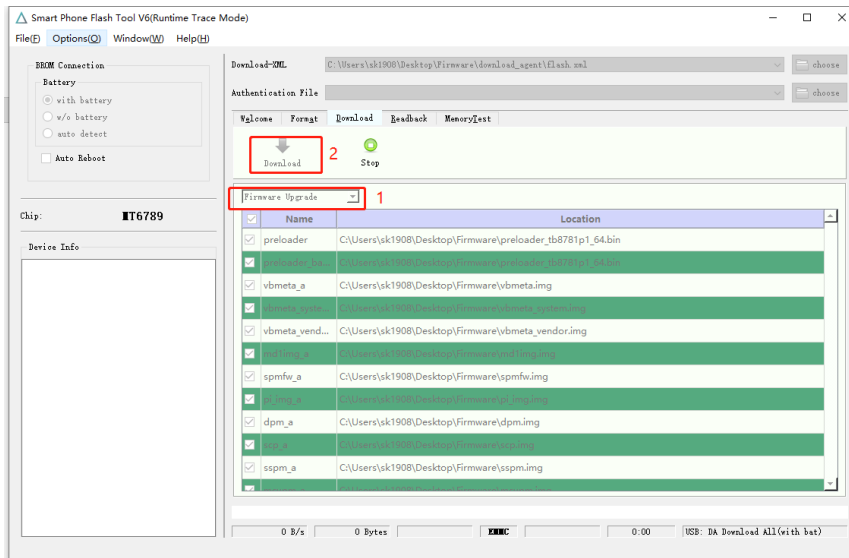 Smart Phone Flash Tool V6(Runtime Trace Mode)
File(F) Options(O) Window(W) Help(H)
BROM Connection
Battery
with battery
w/o battery
auto detect
Auto Reboot
Chip: MT6789
Device Info
Download-XML C:\Users\sk1908\Desktop\Firmware\download_agent\flash.xml choose
Authentication File choose
Welcome Format Download Readback MemoryTest
Download 2 Stop
Firmware Upgrade 1
Name Location
preloader C:\Users\sk1908\Desktop\Firmware\preloader_tb8781p1_64.bin
preloader_ba... C:\Users\sk1908\Desktop\Firmware\preloader_tb8781p1_64.bin
vbmeta_a C:\Users\sk1908\Desktop\Firmware\vbmeta.img
vbmeta_syste... C:\Users\sk1908\Desktop\Firmware\vbmeta_system.img
vbmeta_vend... C:\Users\sk1908\Desktop\Firmware\vbmeta_vendor.img
md1img_a C:\Users\sk1908\Desktop\Firmware\md1img.img
spmfw_a C:\Users\sk1908\Desktop\Firmware\spmfw.img
pi_img_a C:\Users\sk1908\Desktop\Firmware\pi_img.img
dpm_a C:\Users\sk1908\Desktop\Firmware\dpm.img
scp_a C:\Users\sk1908\Desktop\Firmware\scp.img
sspm_a C:\Users\sk1908\Desktop\Firmware\sspm.img
0 B/s 0 Bytes EMMC 0:00 USB: DA Download All(with bat)